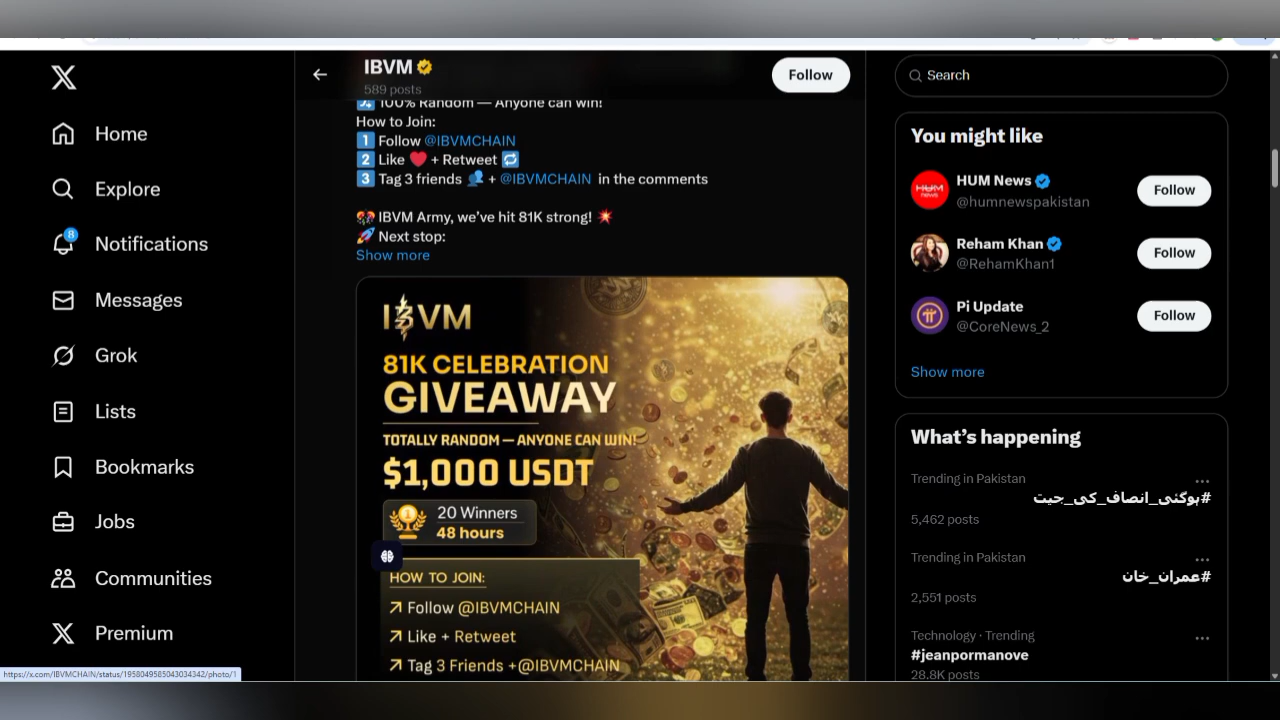 Home
Explore
8
Notifications
Messages
Grok
Lists
Bookmarks
Jobs
Communities
Premium
https://x.com/IBVMCHAIN/status/1958049585043034342/photo/1
IBVM
589 posts
Follow
100% Random — Anyone can win!
How to Join:
1 Follow @IBVMCHAIN
2 Like ❤️ + Retweet 🔁
3 Tag 3 friends 👥 + @IBVMCHAIN in the comments
🎊 IBVM Army, we've hit 81K strong! 💥
🚀 Next stop:
Show more
IBVM
81K CELEBRATION
GIVEAWAY
TOTALLY RANDOM — ANYONE CAN WIN!
$1,000 USDT
1
20 Winners
48 hours
HOW TO JOIN:
Follow @IBVMCHAIN
Like + Retweet
Tag 3 Friends +@IBVMCHAIN
Search
You might like
HUM News
@humnewspakistan
Follow
Reham Khan
@RehamKhan1
Follow
Pi Update
@CoreNews_2
Follow
Show more
What's happening
Trending in Pakistan
#ہوگئی_انصاف_کی_جیت
5,462 posts
Trending in Pakistan
#عمران_خان
2,551 posts
Technology · Trending
#jeanpormanove
28.8K posts